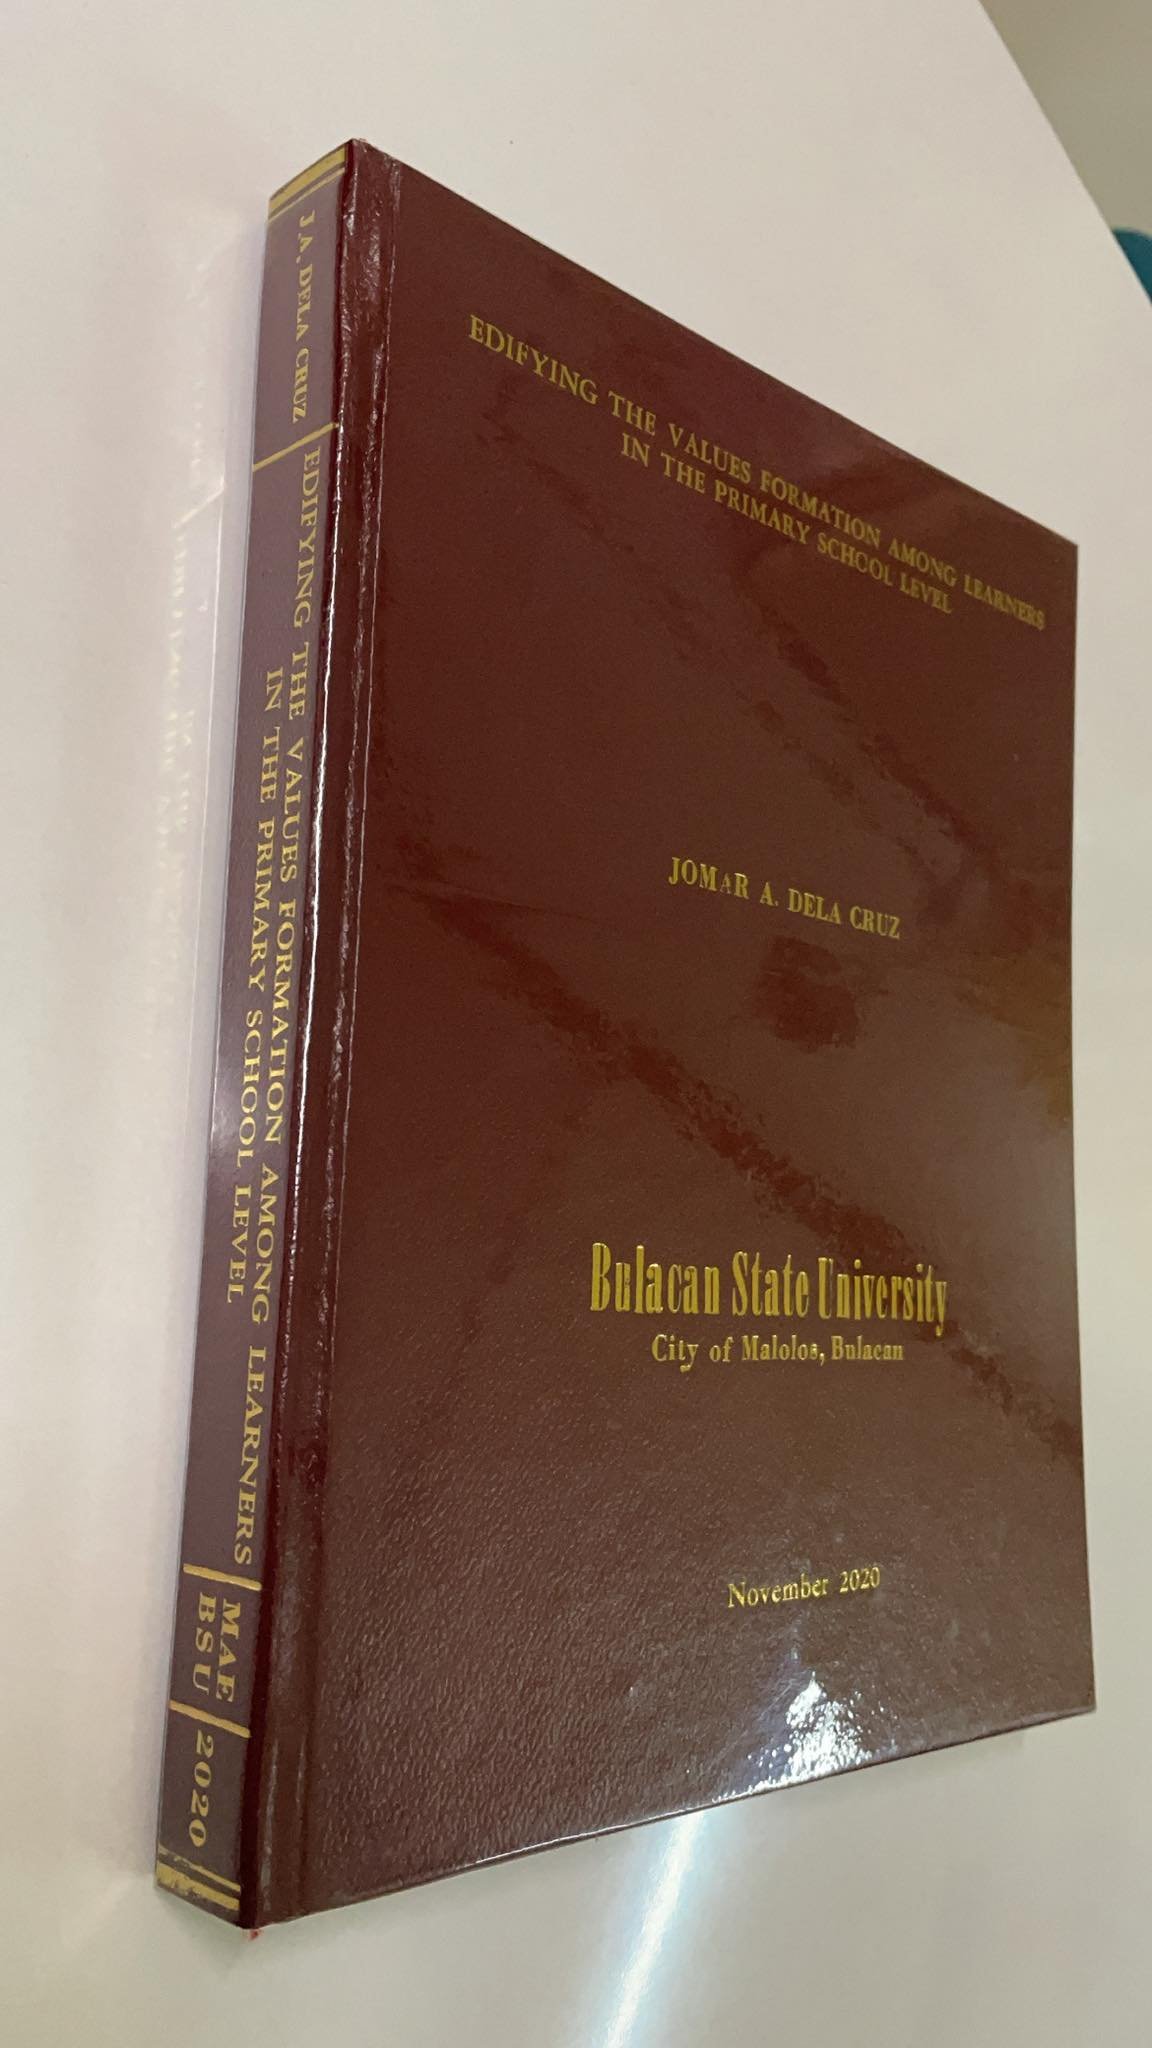 J.A. DELA CRUZ
EDIFYING THE VALUES FORMATION AMONG LEARNERS
IN THE PRIMARY SCHOOL LEVEL
MAE
BSU
2020
EDIFYING THE VALUES FORMATION AMONG LEARNERS
IN THE PRIMARY SCHOOL LEVEL
JOMAR A. DELA CRUZ
Bulacan State University
City of Malolos, Bulacan
November 2020